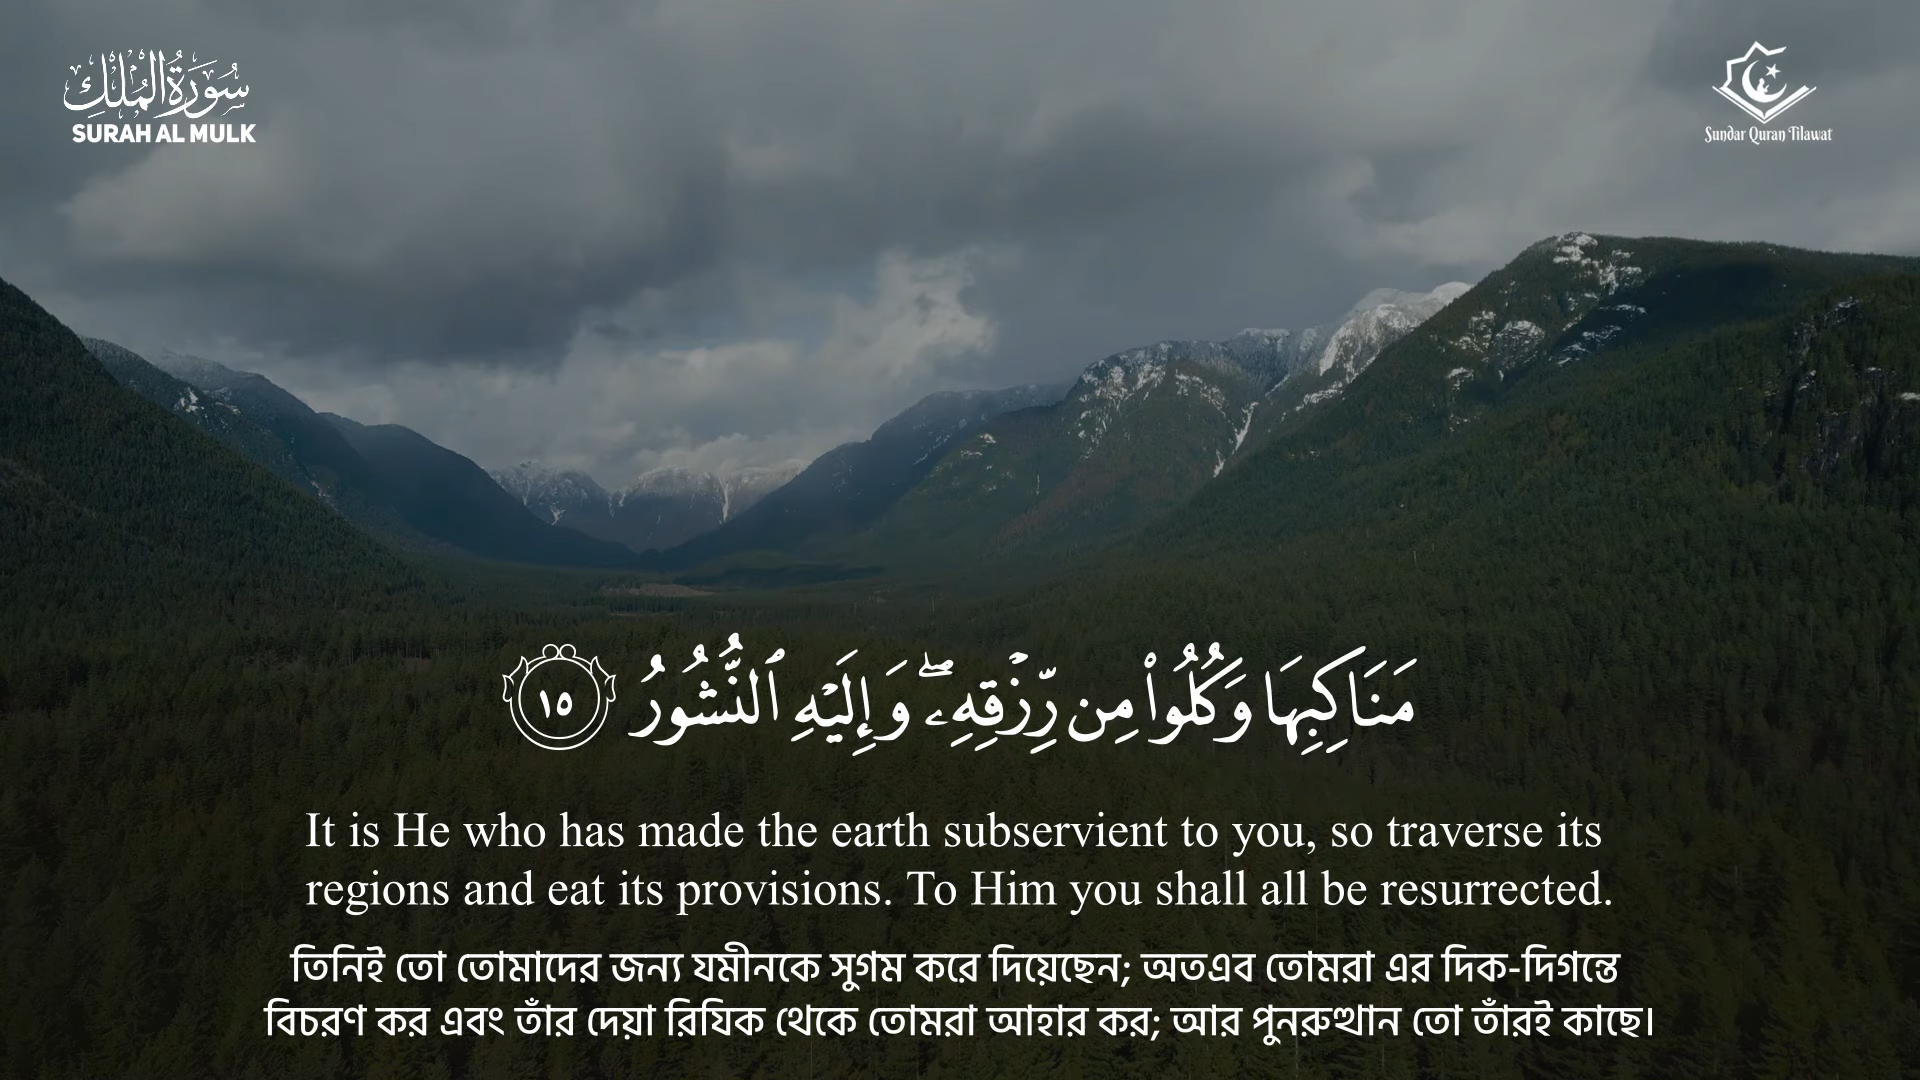 سُورَةُ الْمُلْكِ
SURAH AL MULK
Sundar Quran Tilawat
مَنَاكِبِهَا وَكُلُوا۟ مِن رِّزْقِهِۦ ۖ وَإِلَيْهِ ٱلنُّشُورُ ١٥
It is He who has made the earth subservient to you, so traverse its
regions and eat its provisions. To Him you shall all be resurrected.
তিনিই তো তোমাদের জন্য যমীনকে সুগম করে দিয়েছেন; অতএব তোমরা এর দিক-দিগন্তে
বিচরণ কর এবং তাঁর দেয়া রিযিক থেকে তোমরা আহার কর; আর পুনরুত্থান তো তাঁরই কাছে।